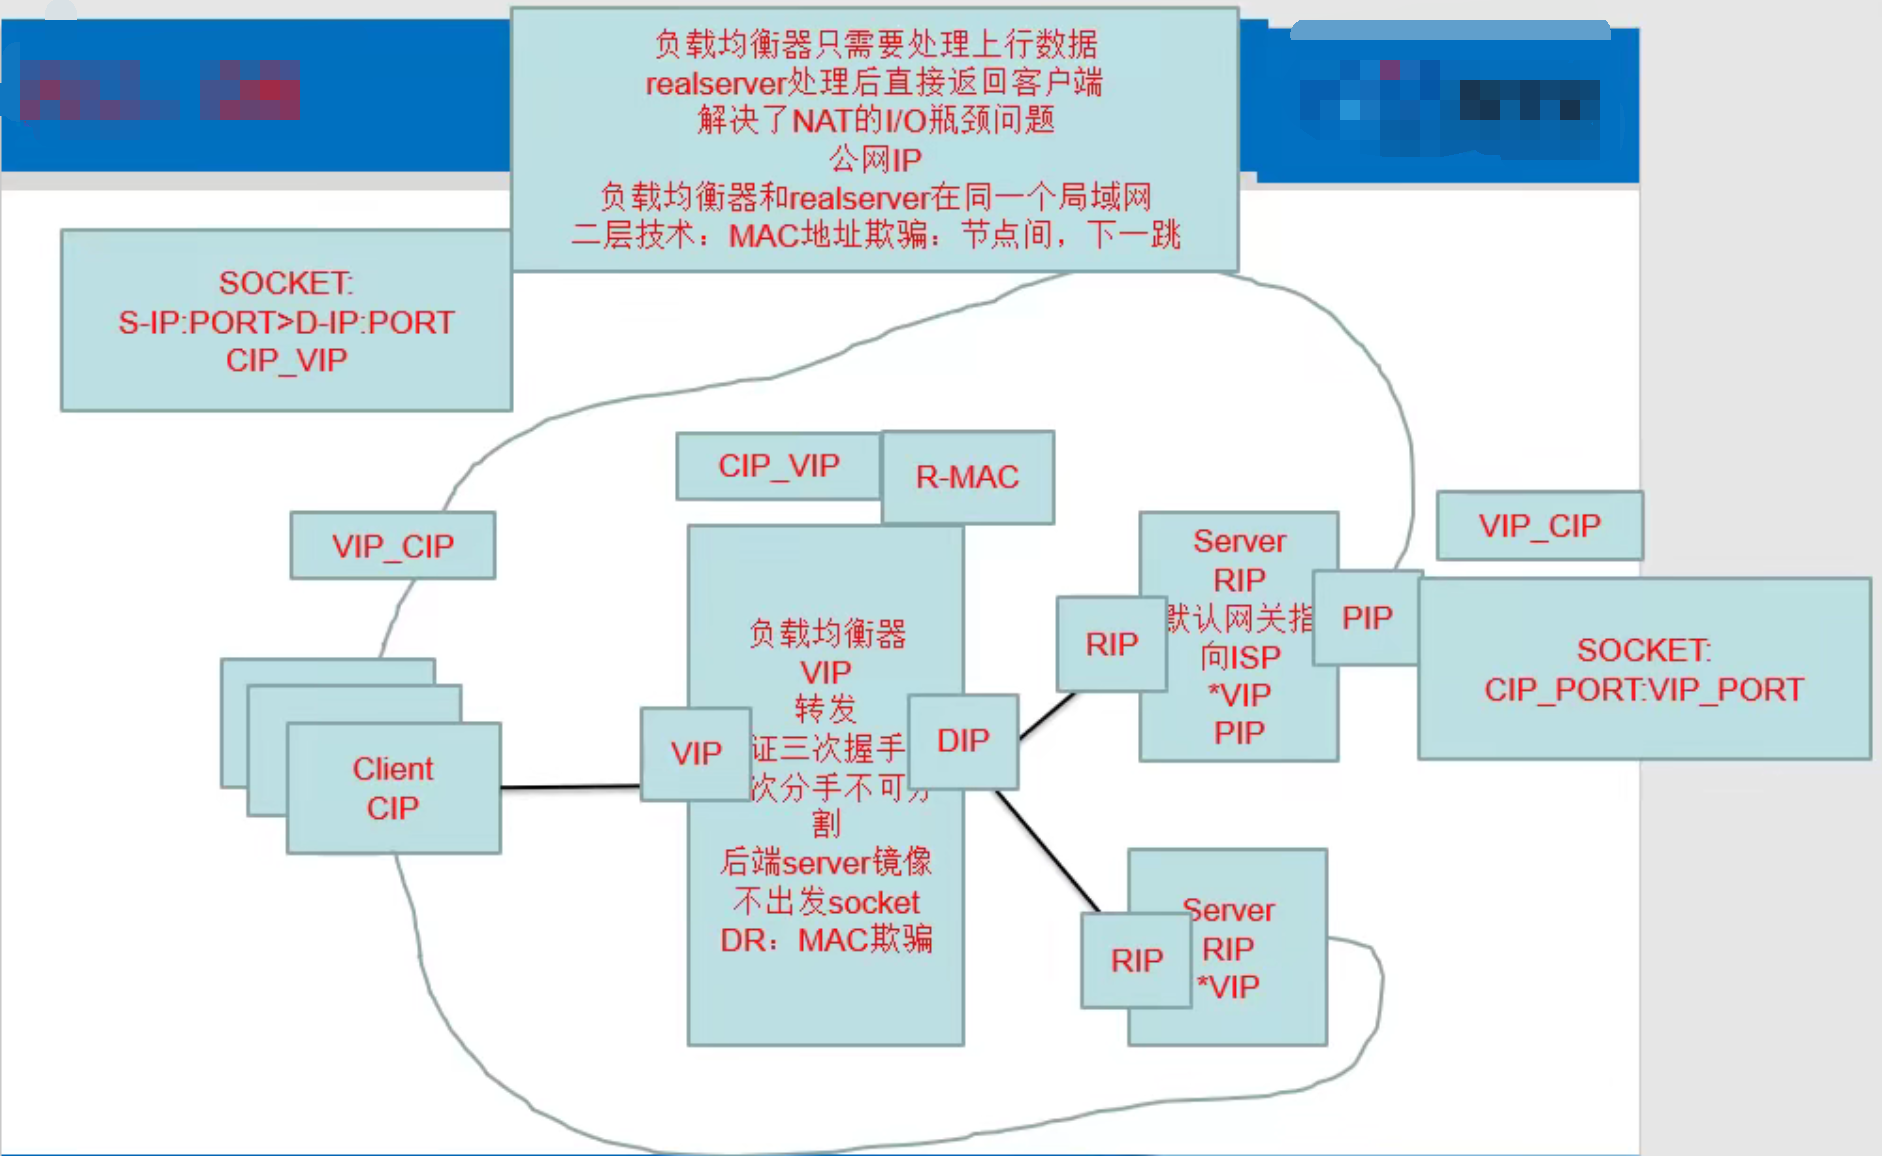 负载均衡器只需要处理上行数据
realserver处理后直接返回客户端
解决了NAT的I/O瓶颈问题
公网IP
负载均衡器和realserver在同一个局域网
二层技术：MAC地址欺骗：节点间，下一跳
SOCKET:
S-IP:PORT>D-IP:PORT
CIP_VIP
CIP_VIP
R-MAC
VIP_CIP
VIP_CIP
Client
CIP
VIP
负载均衡器
VIP
转发
证三次握手
次分手不可分
割
后端server镜像
不出发socket
DR：MAC欺骗
DIP
RIP
Server
RIP
默认网关指
向ISP
*VIP
PIP
PIP
SOCKET:
CIP_PORT:VIP_PORT
RIP
Server
RIP
*VIP